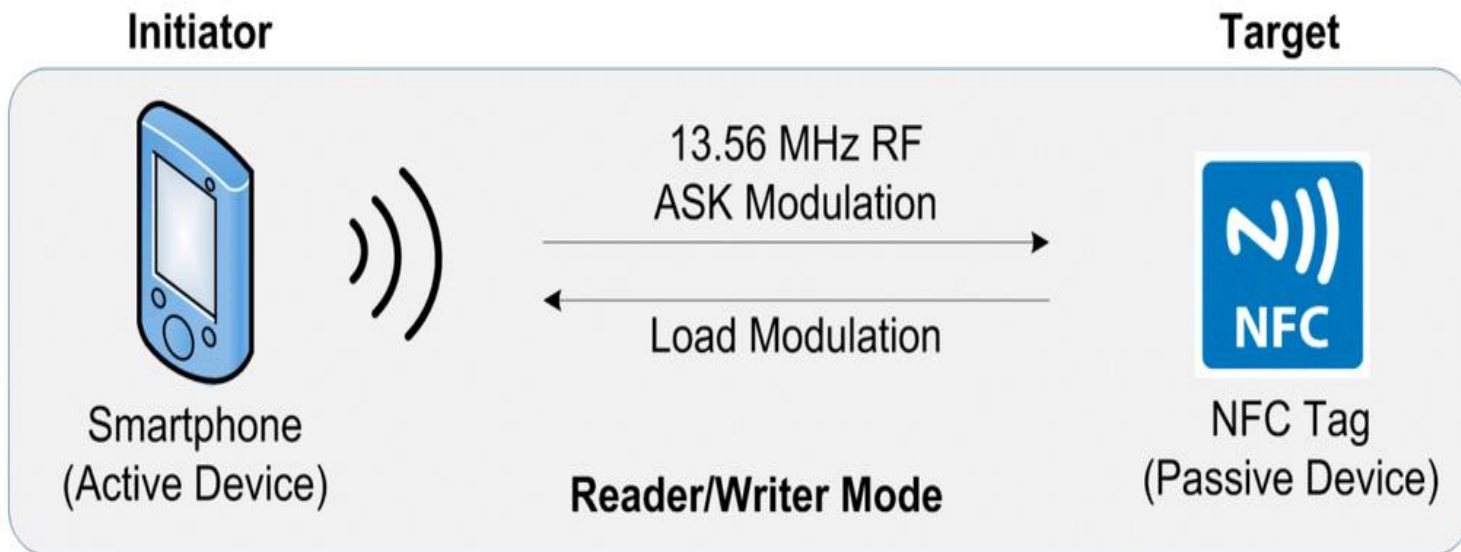 Initiator
Target
13.56 MHz RF
ASK Modulation
Load Modulation
NFC
Smartphone
(Active Device)
NFC Tag
(Passive Device)
Reader/Writer Mode